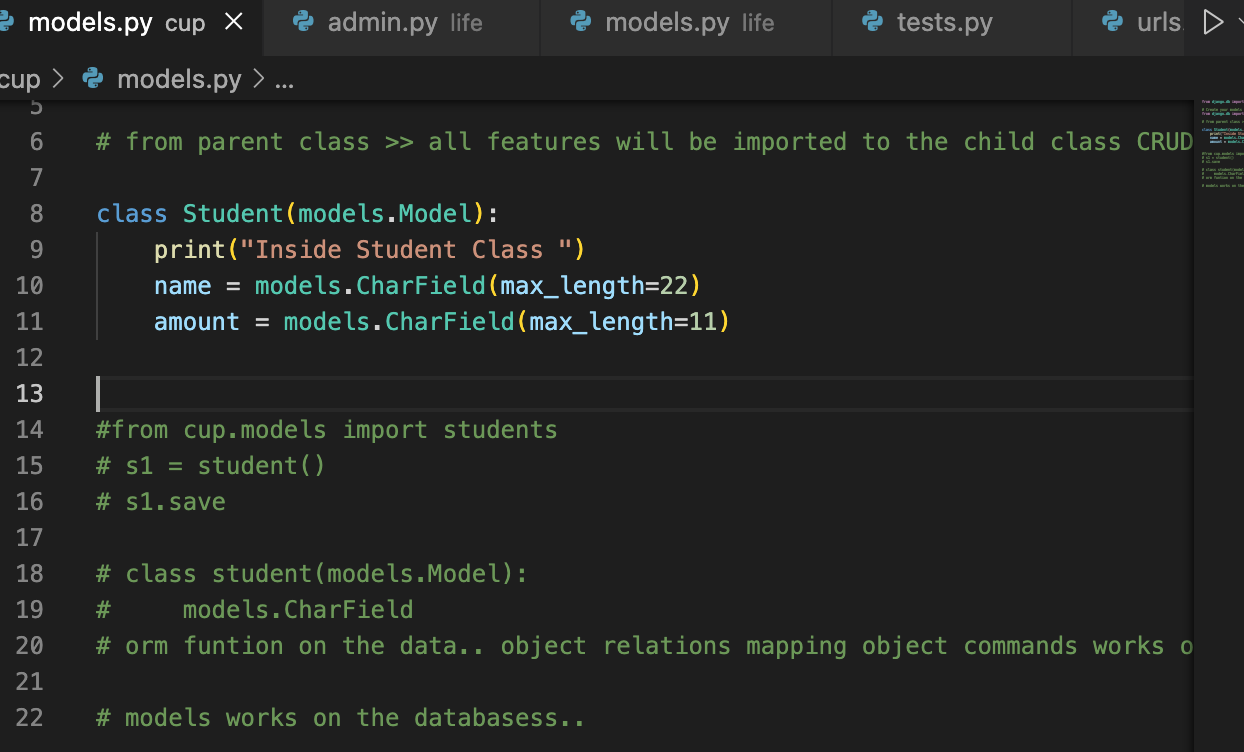 models.py cup
admin.py life
models.py life
tests.py
urls.
cup > models.py > ...
5
6 # from parent class >> all features will be imported to the child class CRUD
7
8 class Student(models.Model):
9 print("Inside Student Class ")
10 name = models.CharField(max_length=22)
11 amount = models.CharField(max_length=11)
12
13
14 #from cup.models import students
15 # s1 = student()
16 # s1.save
17
18 # class student(models.Model):
19 # models.CharField
20 # orm funtion on the data.. object relations mapping object commands works o
21
22 # models works on the databasess..